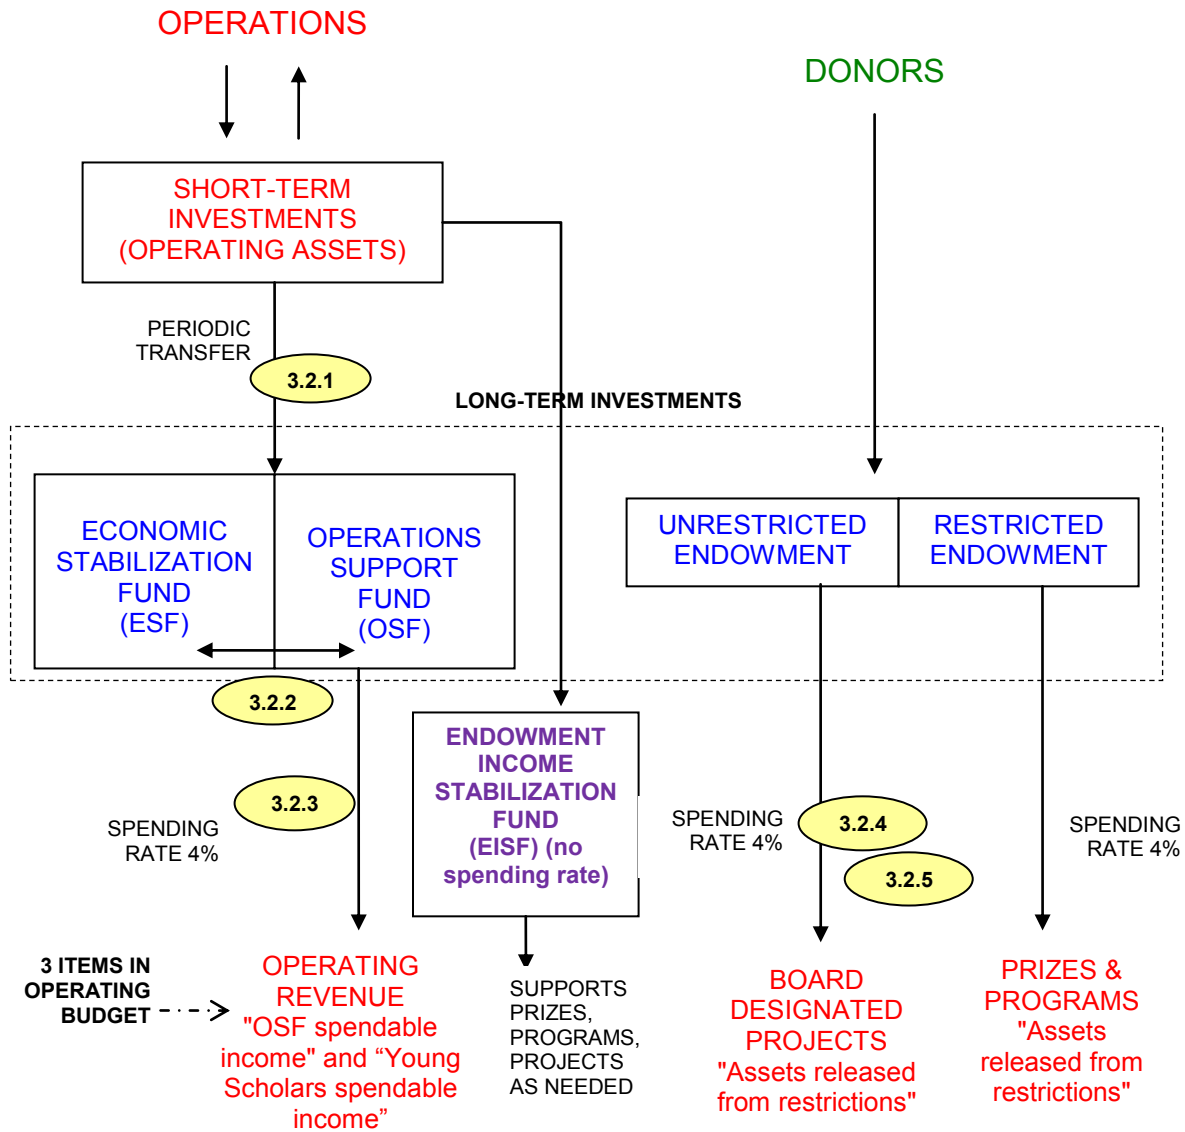 OPERATIONS
DONORS
SHORT-TERM
INVESTMENTS
(OPERATING ASSETS)
PERIODIC
TRANSFER
3.2.1
LONG-TERM INVESTMENTS
ECONOMIC
STABILIZATION
FUND
(ESF)
OPERATIONS
SUPPORT
FUND
(OSF)
UNRESTRICTED
ENDOWMENT
RESTRICTED
ENDOWMENT
3.2.2
3.2.3
SPENDING
RATE 4%
ENDOWMENT
INCOME
STABILIZATION
FUND
(EISF) (no
spending rate)
SPENDING
RATE 4%
3.2.4
3.2.5
SPENDING
RATE 4%
3 ITEMS IN
OPERATING
BUDGET
OPERATING
REVENUE
"OSF spendable
income" and “Young
Scholars spendable
income”
SUPPORTS
PRIZES,
PROGRAMS,
PROJECTS
AS NEEDED
BOARD
DESIGNATED
PROJECTS
"Assets released
from restrictions"
PRIZES &
PROGRAMS
"Assets
released from
restrictions"